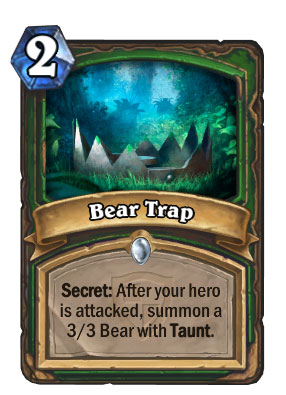 2
Bear Trap
Secret: After your hero
is attacked, summon a
3/3 Bear with Taunt.